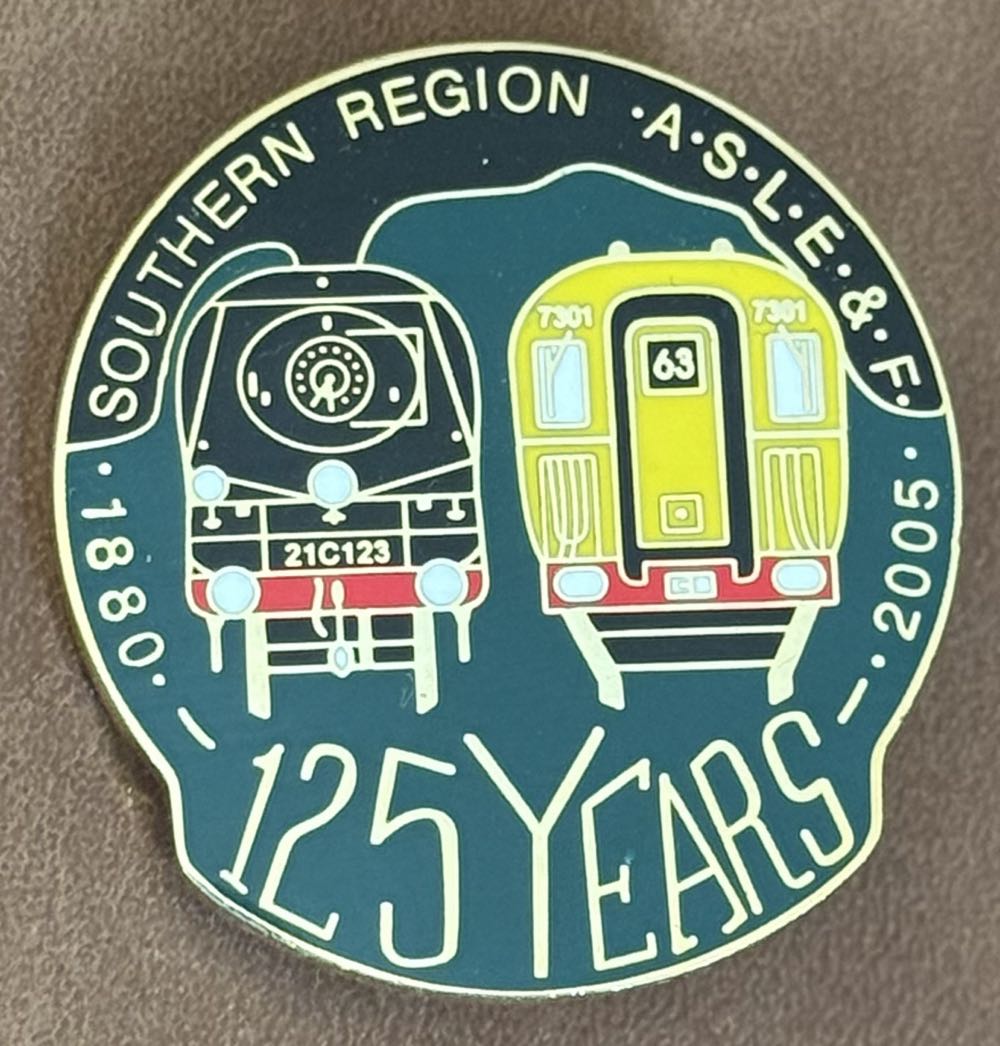 SOUTHERN REGION ·A·S·L·E·&·F·
·1880·—
—·2005·
7301
7301
63
21C123
125 YEARS